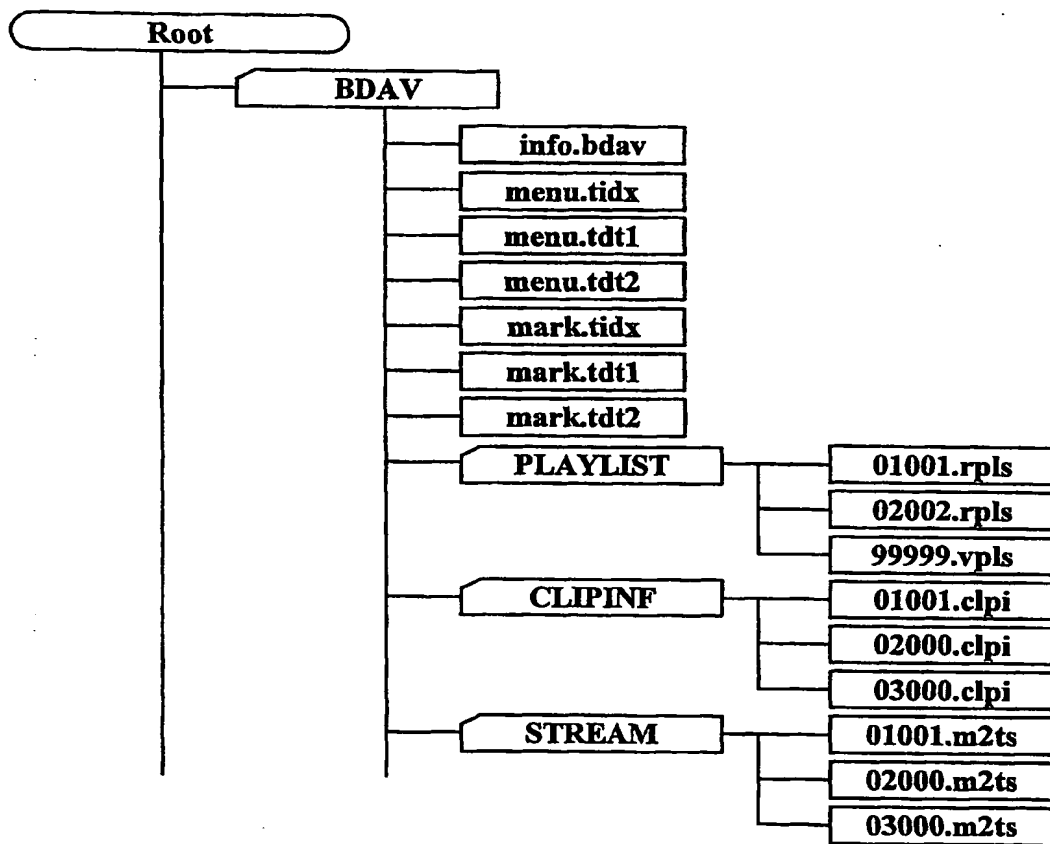 Root
BDAV
info.bdav
menu.tidx
menu.tdt1
menu.tdt2
mark.tidx
mark.tdt1
mark.tdt2
PLAYLIST
01001.rpls
02002.rpls
99999.vpls
CLIPINF
01001.clpi
02000.clpi
03000.clpi
STREAM
01001.m2ts
02000.m2ts
03000.m2ts